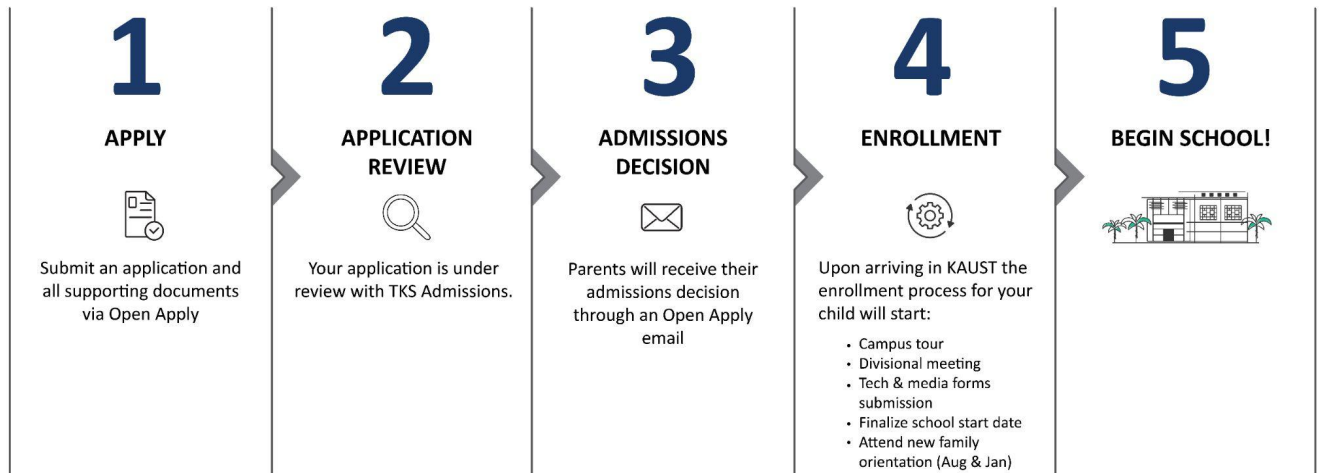 1
APPLY
Submit an application and
all supporting documents
via Open Apply
2
APPLICATION
REVIEW
Your application is under
review with TKS Admissions.
3
ADMISSIONS
DECISION
Parents will receive their
admissions decision
through an Open Apply
email
4
ENROLLMENT
Upon arriving in KAUST the
enrollment process for your
child will start:
• Campus tour
• Divisional meeting
• Tech & media forms
submission
• Finalize school start date
• Attend new family
orientation (Aug & Jan)
5
BEGIN SCHOOL!